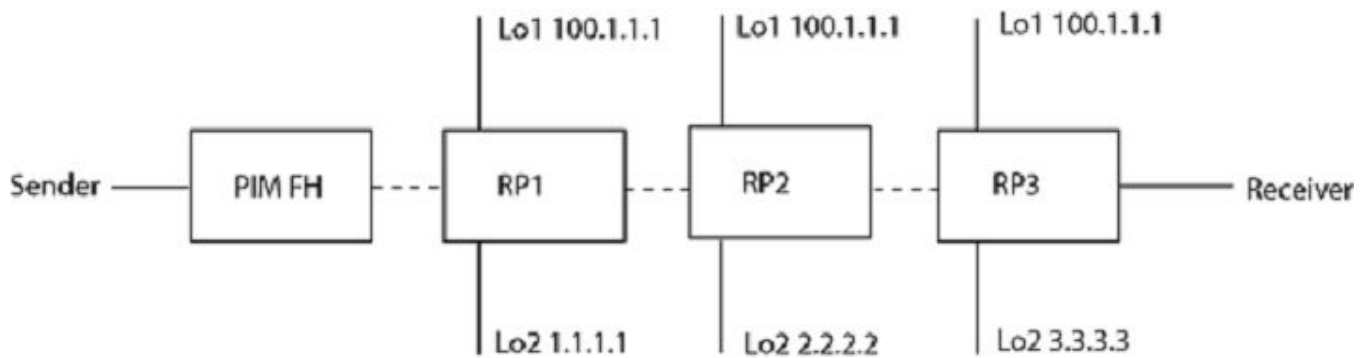 Lo1 100.1.1.1
Lo1 100.1.1.1
Lo1 100.1.1.1
Sender
PIM FH
RP1
RP2
RP3
Receiver
Lo2 1.1.1.1
Lo2 2.2.2.2
Lo2 3.3.3.3